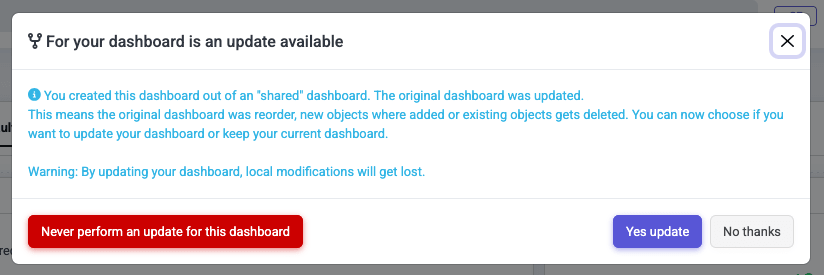 For your dashboard is an update available
You created this dashboard out of an "shared" dashboard. The original dashboard was updated.
This means the original dashboard was reorder, new objects where added or existing objects gets deleted. You can now choose if you
want to update your dashboard or keep your current dashboard.
Warning: By updating your dashboard, local modifications will get lost.
Never perform an update for this dashboard
Yes update
No thanks